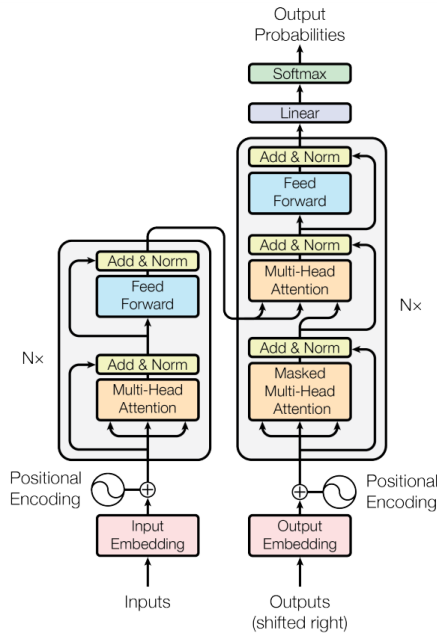 Output
Probabilities
Softmax
Linear
Add & Norm
Feed
Forward
Add & Norm
Multi-Head
Attention
N×
Add & Norm
Masked
Multi-Head
Attention
Add & Norm
Feed
Forward
N×
Add & Norm
Multi-Head
Attention
Positional
Encoding
Positional
Encoding
Input
Embedding
Output
Embedding
Inputs
Outputs
(shifted right)